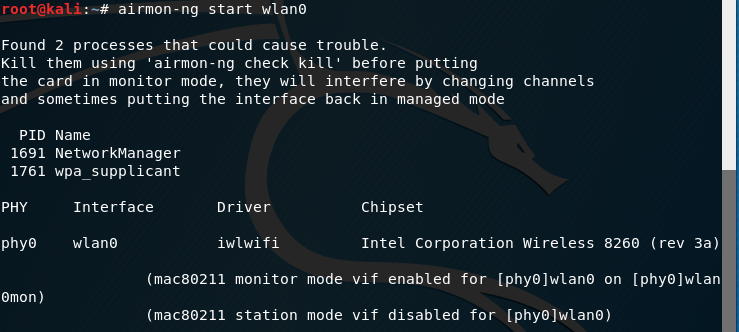 root@kali:~# airmon-ng start wlan0
Found 2 processes that could cause trouble.
Kill them using 'airmon-ng check kill' before putting
the card in monitor mode, they will interfere by changing channels
and sometimes putting the interface back in managed mode
PID Name
1691 NetworkManager
1761 wpa_supplicant
PHY Interface Driver Chipset
phy0 wlan0 iwlwifi Intel Corporation Wireless 8260 (rev 3a)
(mac80211 monitor mode vif enabled for [phy0]wlan0 on [phy0]wlan
0mon)
(mac80211 station mode vif disabled for [phy0]wlan0)